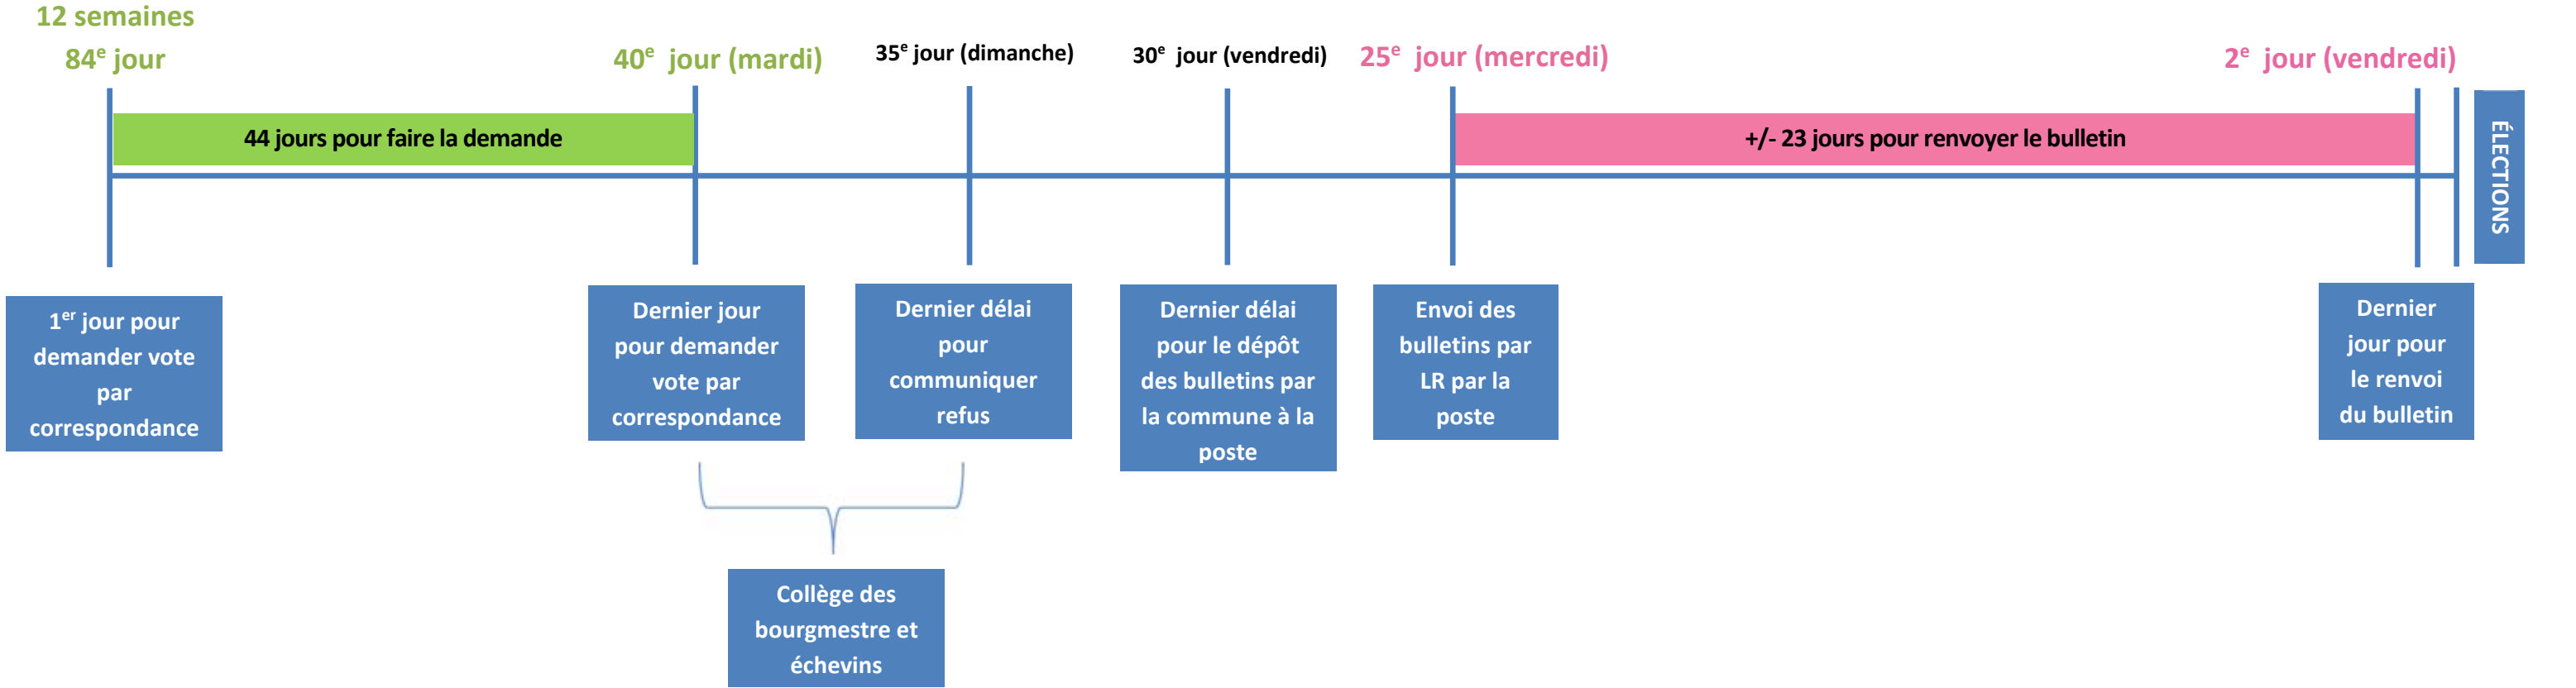 12 semaines
84e jour
40e jour (mardi)
35e jour (dimanche)
30e jour (vendredi)
25e jour (mercredi)
2e jour (vendredi)
44 jours pour faire la demande
+/- 23 jours pour renvoyer le bulletin
ÉLECTIONS
1er jour pour
demander vote
par
correspondance
Dernier jour
pour demander
vote par
correspondance
Dernier délai
pour
communiquer
refus
Dernier délai
pour le dépôt
des bulletins par
la commune à la
poste
Envoi des
bulletins par
LR par la
poste
Dernier
jour pour
le renvoi
du bulletin
Collège des
bourgmestre et
échevins